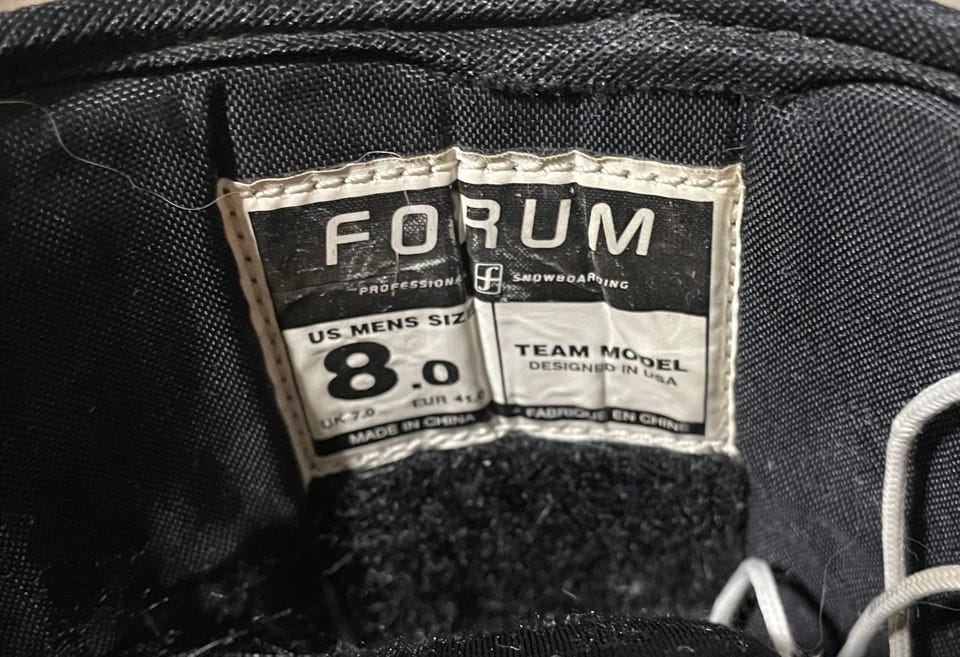 FORUM
PROFESSIONAL f SNOWBOARDING
US MENS SIZE
8.0
UK 7.0 EUR
MADE IN CHINA
TEAM MODEL
DESIGNED IN USA
FABRIQUE EN CHINE